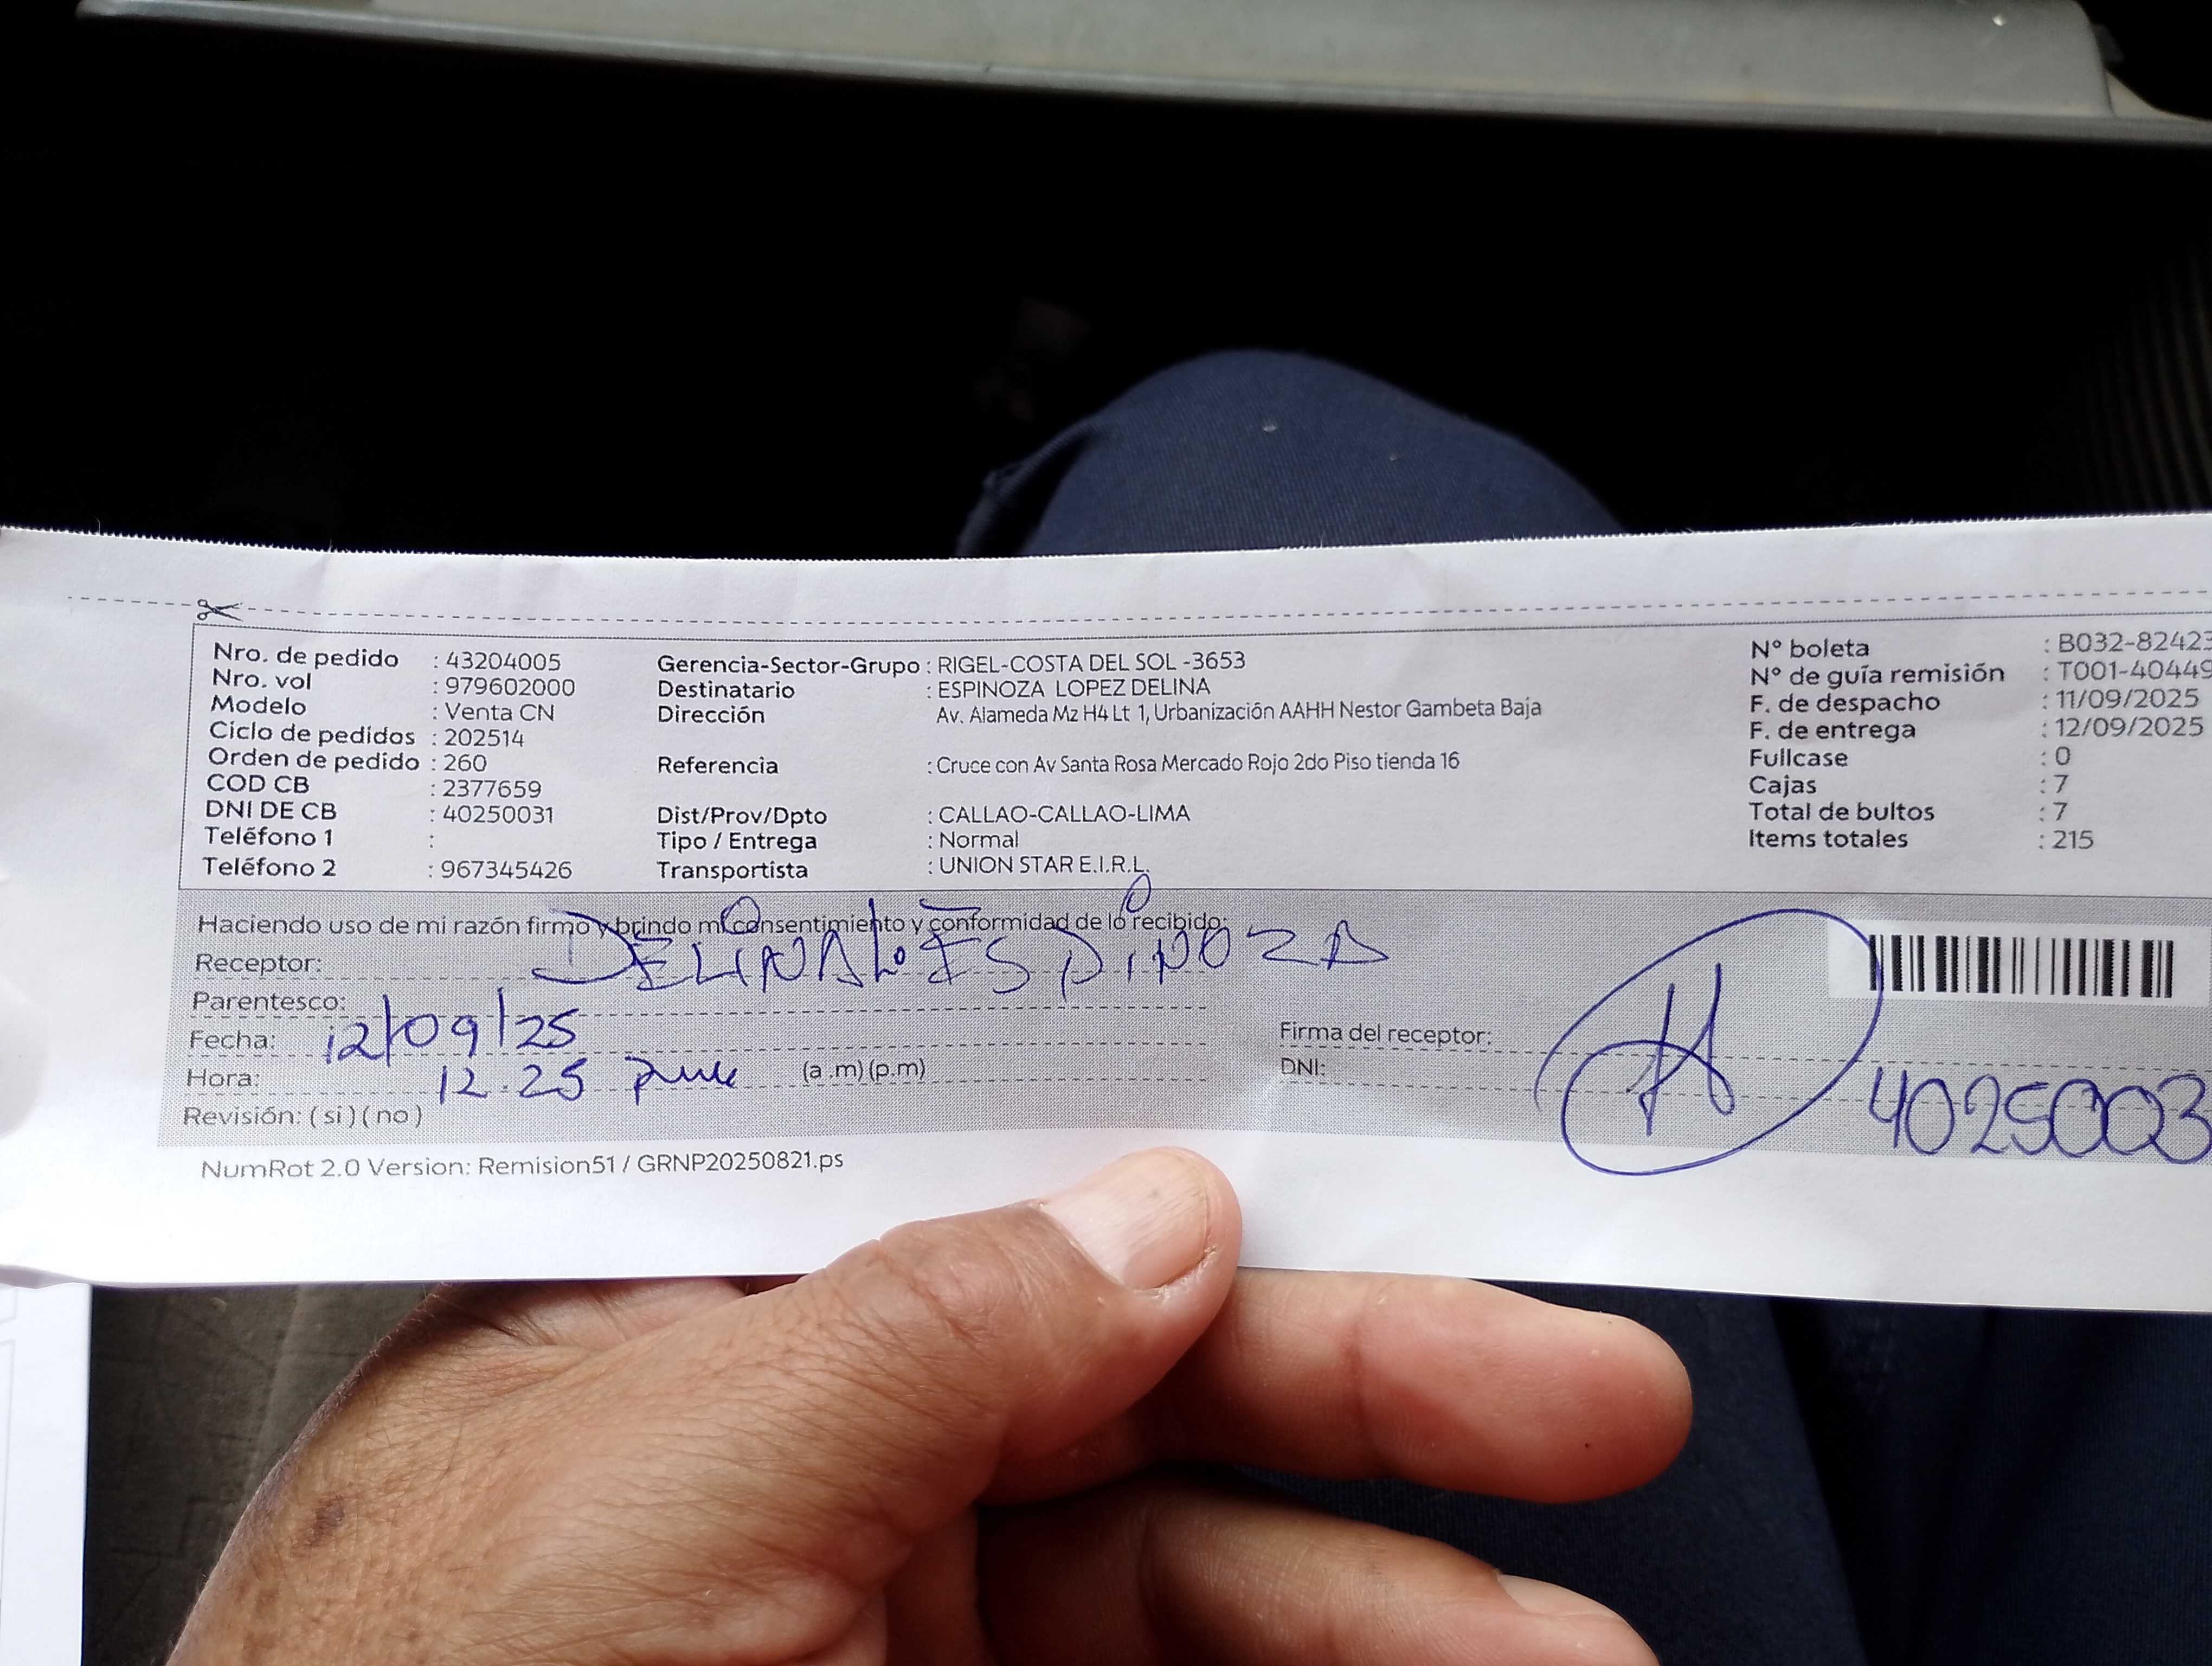 Nro. de pedido : 43204005 Gerencia-Sector-Grupo : RIGEL-COSTA DEL SOL -3653 N° boleta : B032-82423
Nro. vol : 979602000 Destinatario : ESPINOZA LOPEZ DELINA N° de guía remisión : T001-40449
Modelo : Venta CN Dirección Av. Alameda Mz H4 Lt 1, Urbanización AAHH Nestor Gambeta Baja F. de despacho : 11/09/2025
Ciclo de pedidos : 202514 F. de entrega : 12/09/2025
Orden de pedido : 260 Referencia : Cruce con Av Santa Rosa Mercado Rojo 2do Piso tienda 16 Fullcase : 0
COD CB : 2377659 Cajas : 7
DNI DE CB : 40250031 Dist/Prov/Dpto : CALLAO-CALLAO-LIMA Total de bultos : 7
Teléfono 1 : Tipo / Entrega : Normal Items totales : 215
Teléfono 2 : 967345426 Transportista : UNION STAR E.I.R.L.
Haciendo uso de mi razón firmo y brindo mi consentimiento y conformidad de lo recibido:
Receptor: DELINA Lo ESPINOZA
Parentesco:
Fecha: 12/09/25 Firma del receptor:
Hora: 12.25 (a .m) (p.m) DNI: 4025003
Revisión: ( si ) ( no )
NumRot 2.0 Version: Remision51 / GRNP20250821.ps